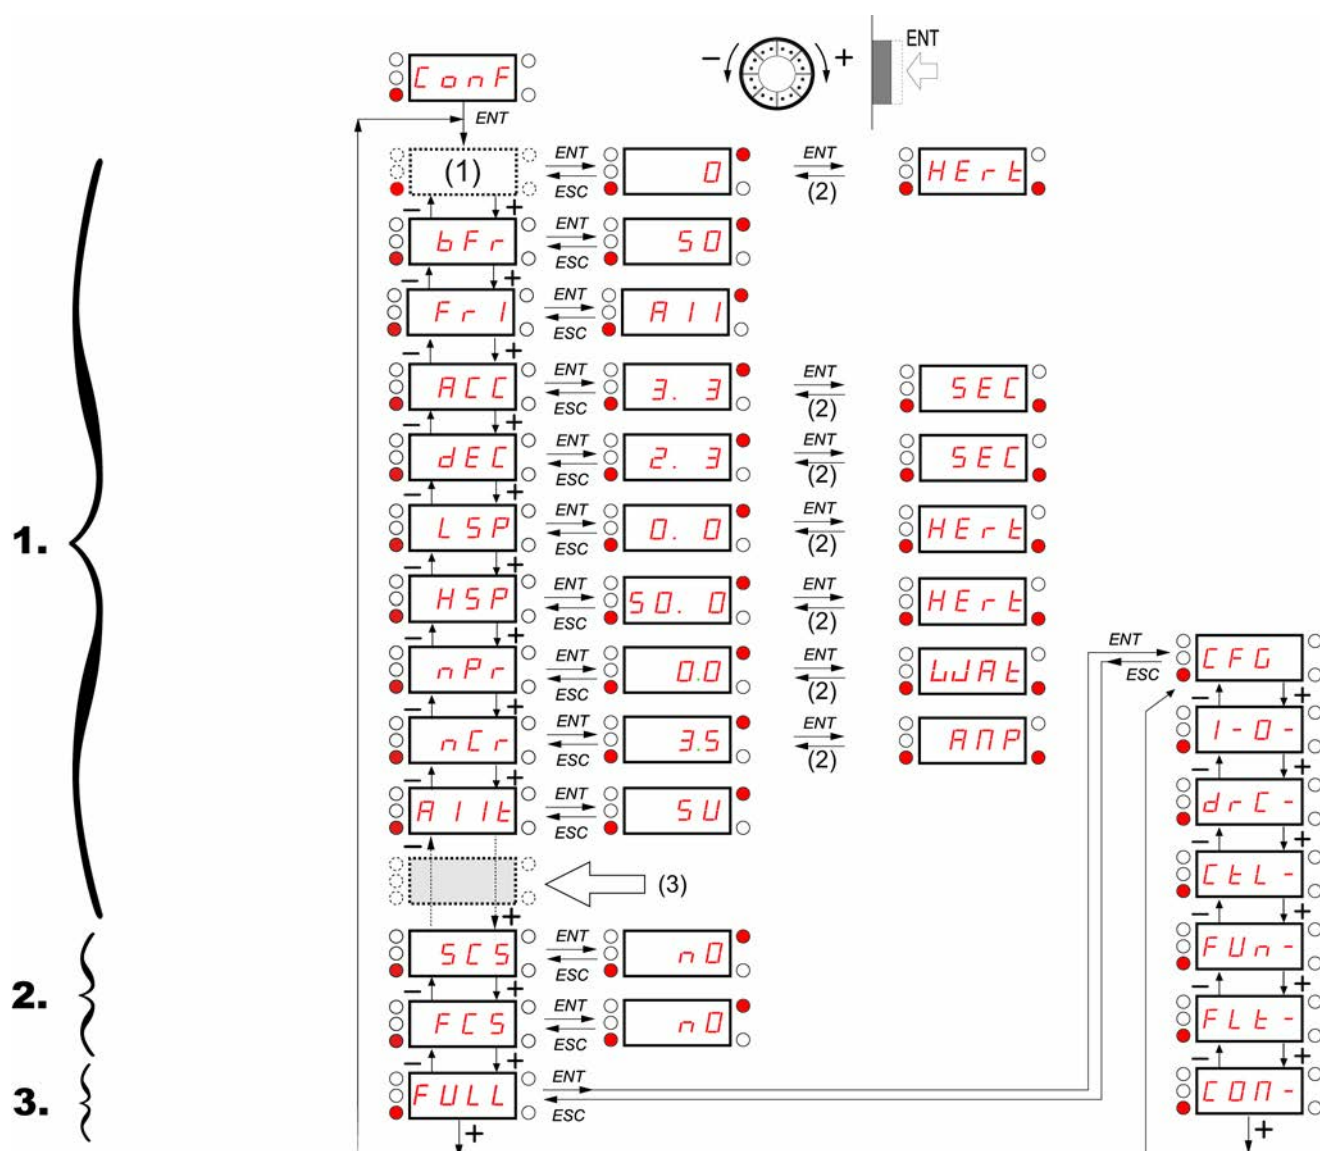 ConF
- + ENT
ENT
(1) ENT ESC 0 ENT (2) HErt
- +
bFr ENT ESC 50
- +
Fr1 ENT ESC AI1
- +
ACC ENT ESC 3. 3 ENT (2) SEC
- +
dEC ENT ESC 2. 3 ENT (2) SEC
- +
LSP ENT ESC 0. 0 ENT (2) HErt
- +
1.
HSP ENT ESC 50. 0 ENT (2) HErt
- +
nPr ENT ESC 0.0 ENT (2) WAt
ENT ESC CFG
- +
nCr ENT ESC 3.5 ENT (2) AMP
I-O-
- +
AI1t ENT ESC 5U
drC-
- +
(3)
CtL-
+ - +
SCS ENT ESC nO
FUn-
- +
2.
FCS ENT ESC nO
FLt-
- +
3.
FULL ENT ESC
COM-
+ +